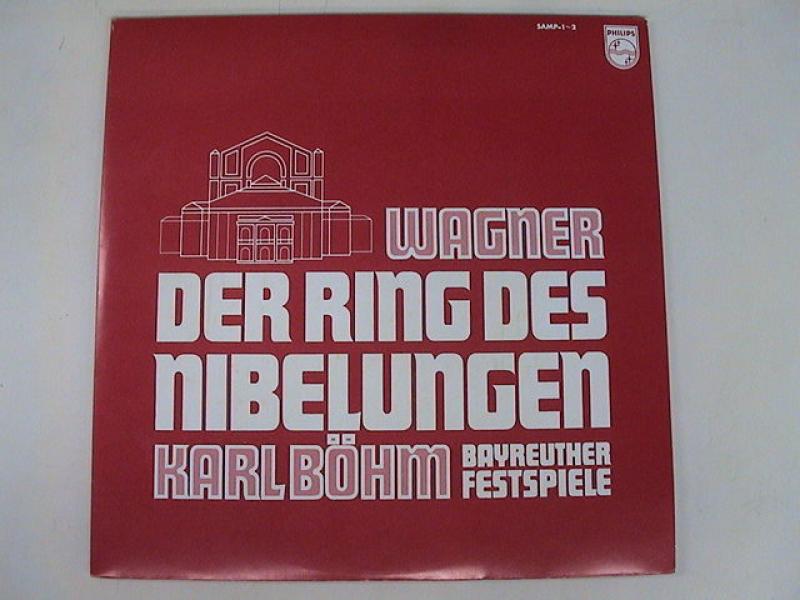 SAMP-1~2
PHILIPS
WAGNER
DER RING DES
NIBELUNGEN
KARL BÖHM
BAYREUTHER
FESTSPIELE